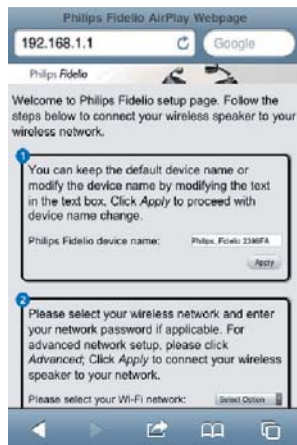 Philips Fidelio AirPlay Webpage
192.168.1.1
Google
Philips Fidelio
Welcome to Philips Fidelio setup page. Follow the
steps below to connect your wireless speaker to your
wireless network.
1
You can keep the default device name or
modify the device name by modifying the text
in the text box. Click Apply to proceed with
device name change.
Philips Fidelio device name:
Philips_Fidelio
Apply
2
Please select your wireless network and enter
your network password if applicable. For
advanced network setup, please click
Advanced; Click Apply to connect your wireless
speaker to your network.
Please select your Wi-Fi network:
Select Option